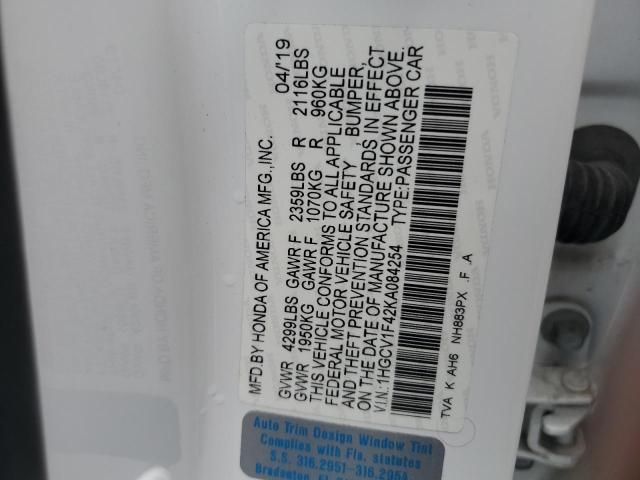 MFD.BY HONDA OF AMERICA MFG.,INC. 04/'19
GVWR 4299LBS GAWR F 2359LBS R 2116LBS
GVWR 1950KG GAWR F 1070KG R 960KG
THIS VEHICLE CONFORMS TO ALL APPLICABLE
FEDERAL MOTOR VEHICLE SAFETY , BUMPER,
AND THEFT PREVENTION STANDARDS IN EFFECT
ON THE DATE OF MANUFACTURE SHOWN ABOVE.
V.I.N.:1HGCV1F42KA084254 TYPE:PASSENGER CAR
TVA K AH6 NH883PX .F .A
Auto Trim Design Window Tint
Complies with Fla. statutes
S.S. 316.2951-316.2954
Bradenton, Fl